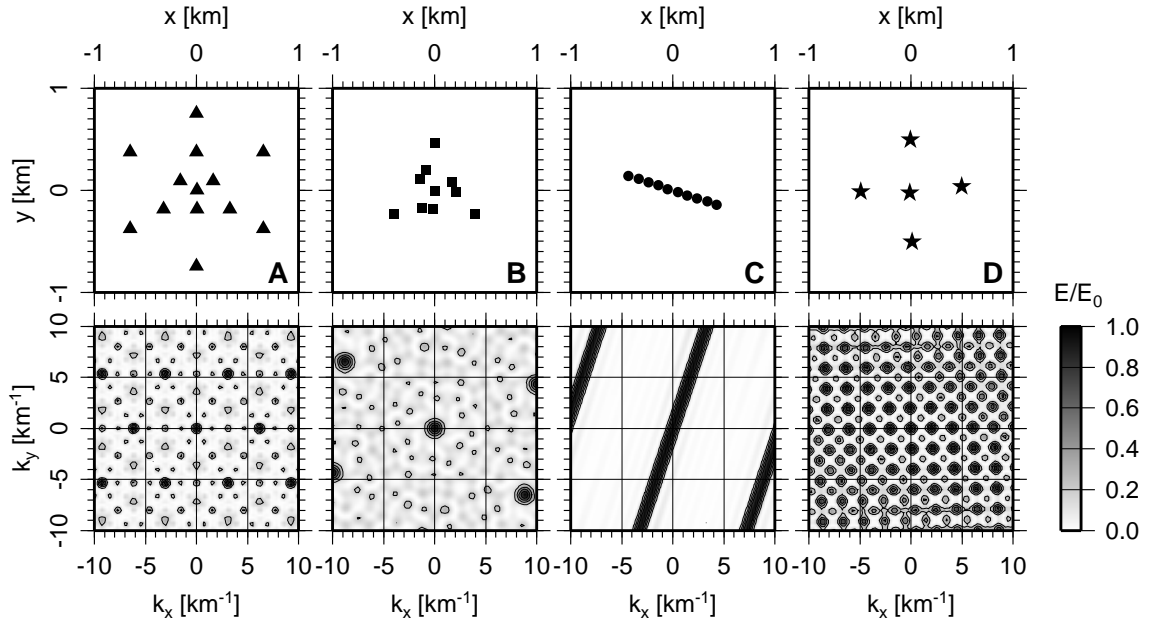 x [km] x [km]
-1 0 1 -1 0 1 -1 0 1 -1 0 1
1
0
-1
y [km]
A B C D
E/E₀
1.0
0.8
0.6
0.4
0.2
0.0
10
5
0
-5
-10
k_y [km⁻¹]
-10 -5 0 5 10 -10 -5 0 5 10 -10 -5 0 5 10 -10 -5 0 5 10
k_x [km⁻¹] k_x [km⁻¹] k_x [km⁻¹] k_x [km⁻¹]